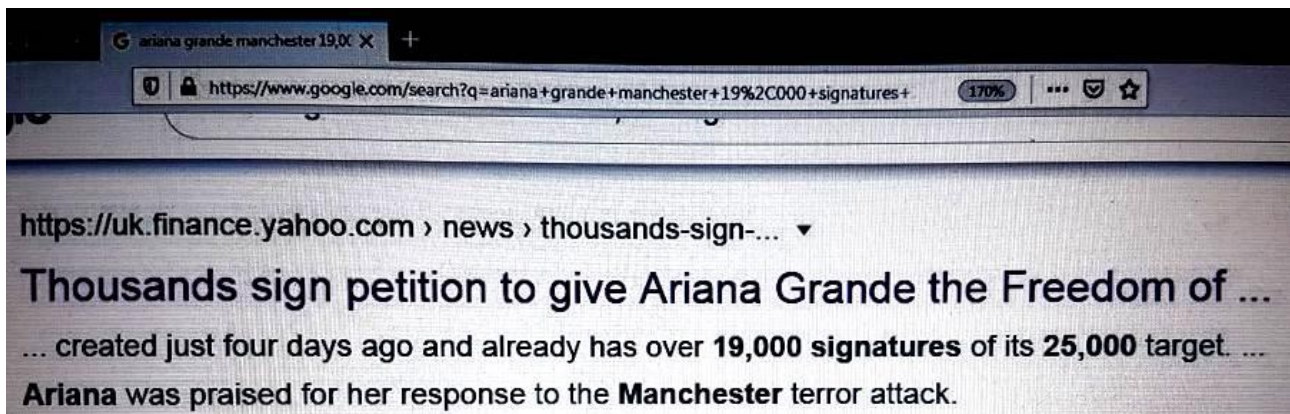 ariana grande manchester 19,0
https://www.google.com/search?q=ariana+grande+manchester+19%2C000+signatures+ 170%
https://uk.finance.yahoo.com › news › thousands-sign-...
Thousands sign petition to give Ariana Grande the Freedom of ...
... created just four days ago and already has over 19,000 signatures of its 25,000 target. ...
Ariana was praised for her response to the Manchester terror attack.